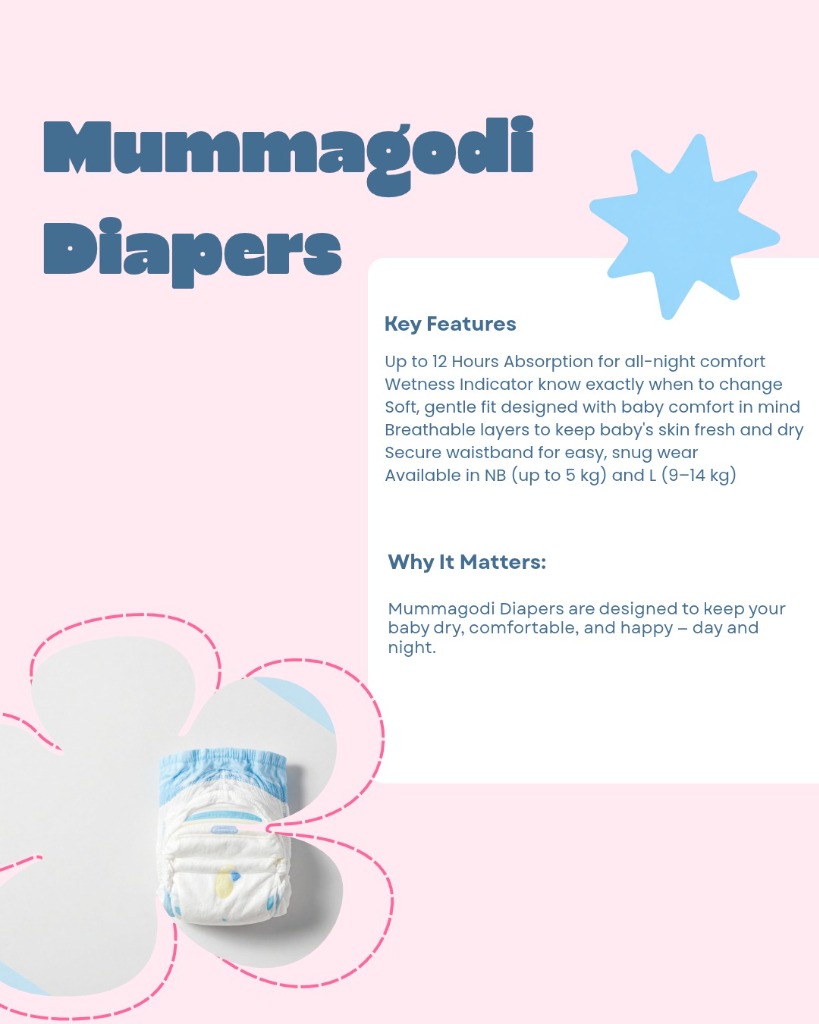 Mummagodi
Diapers
Key Features
Up to 12 Hours Absorption for all-night comfort
Wetness Indicator know exactly when to change
Soft, gentle fit designed with baby comfort in mind
Breathable layers to keep baby's skin fresh and dry
Secure waistband for easy, snug wear
Available in NB (up to 5 kg) and L (9–14 kg)
Why It Matters:
Mummagodi Diapers are designed to keep your
baby dry, comfortable, and happy – day and
night.